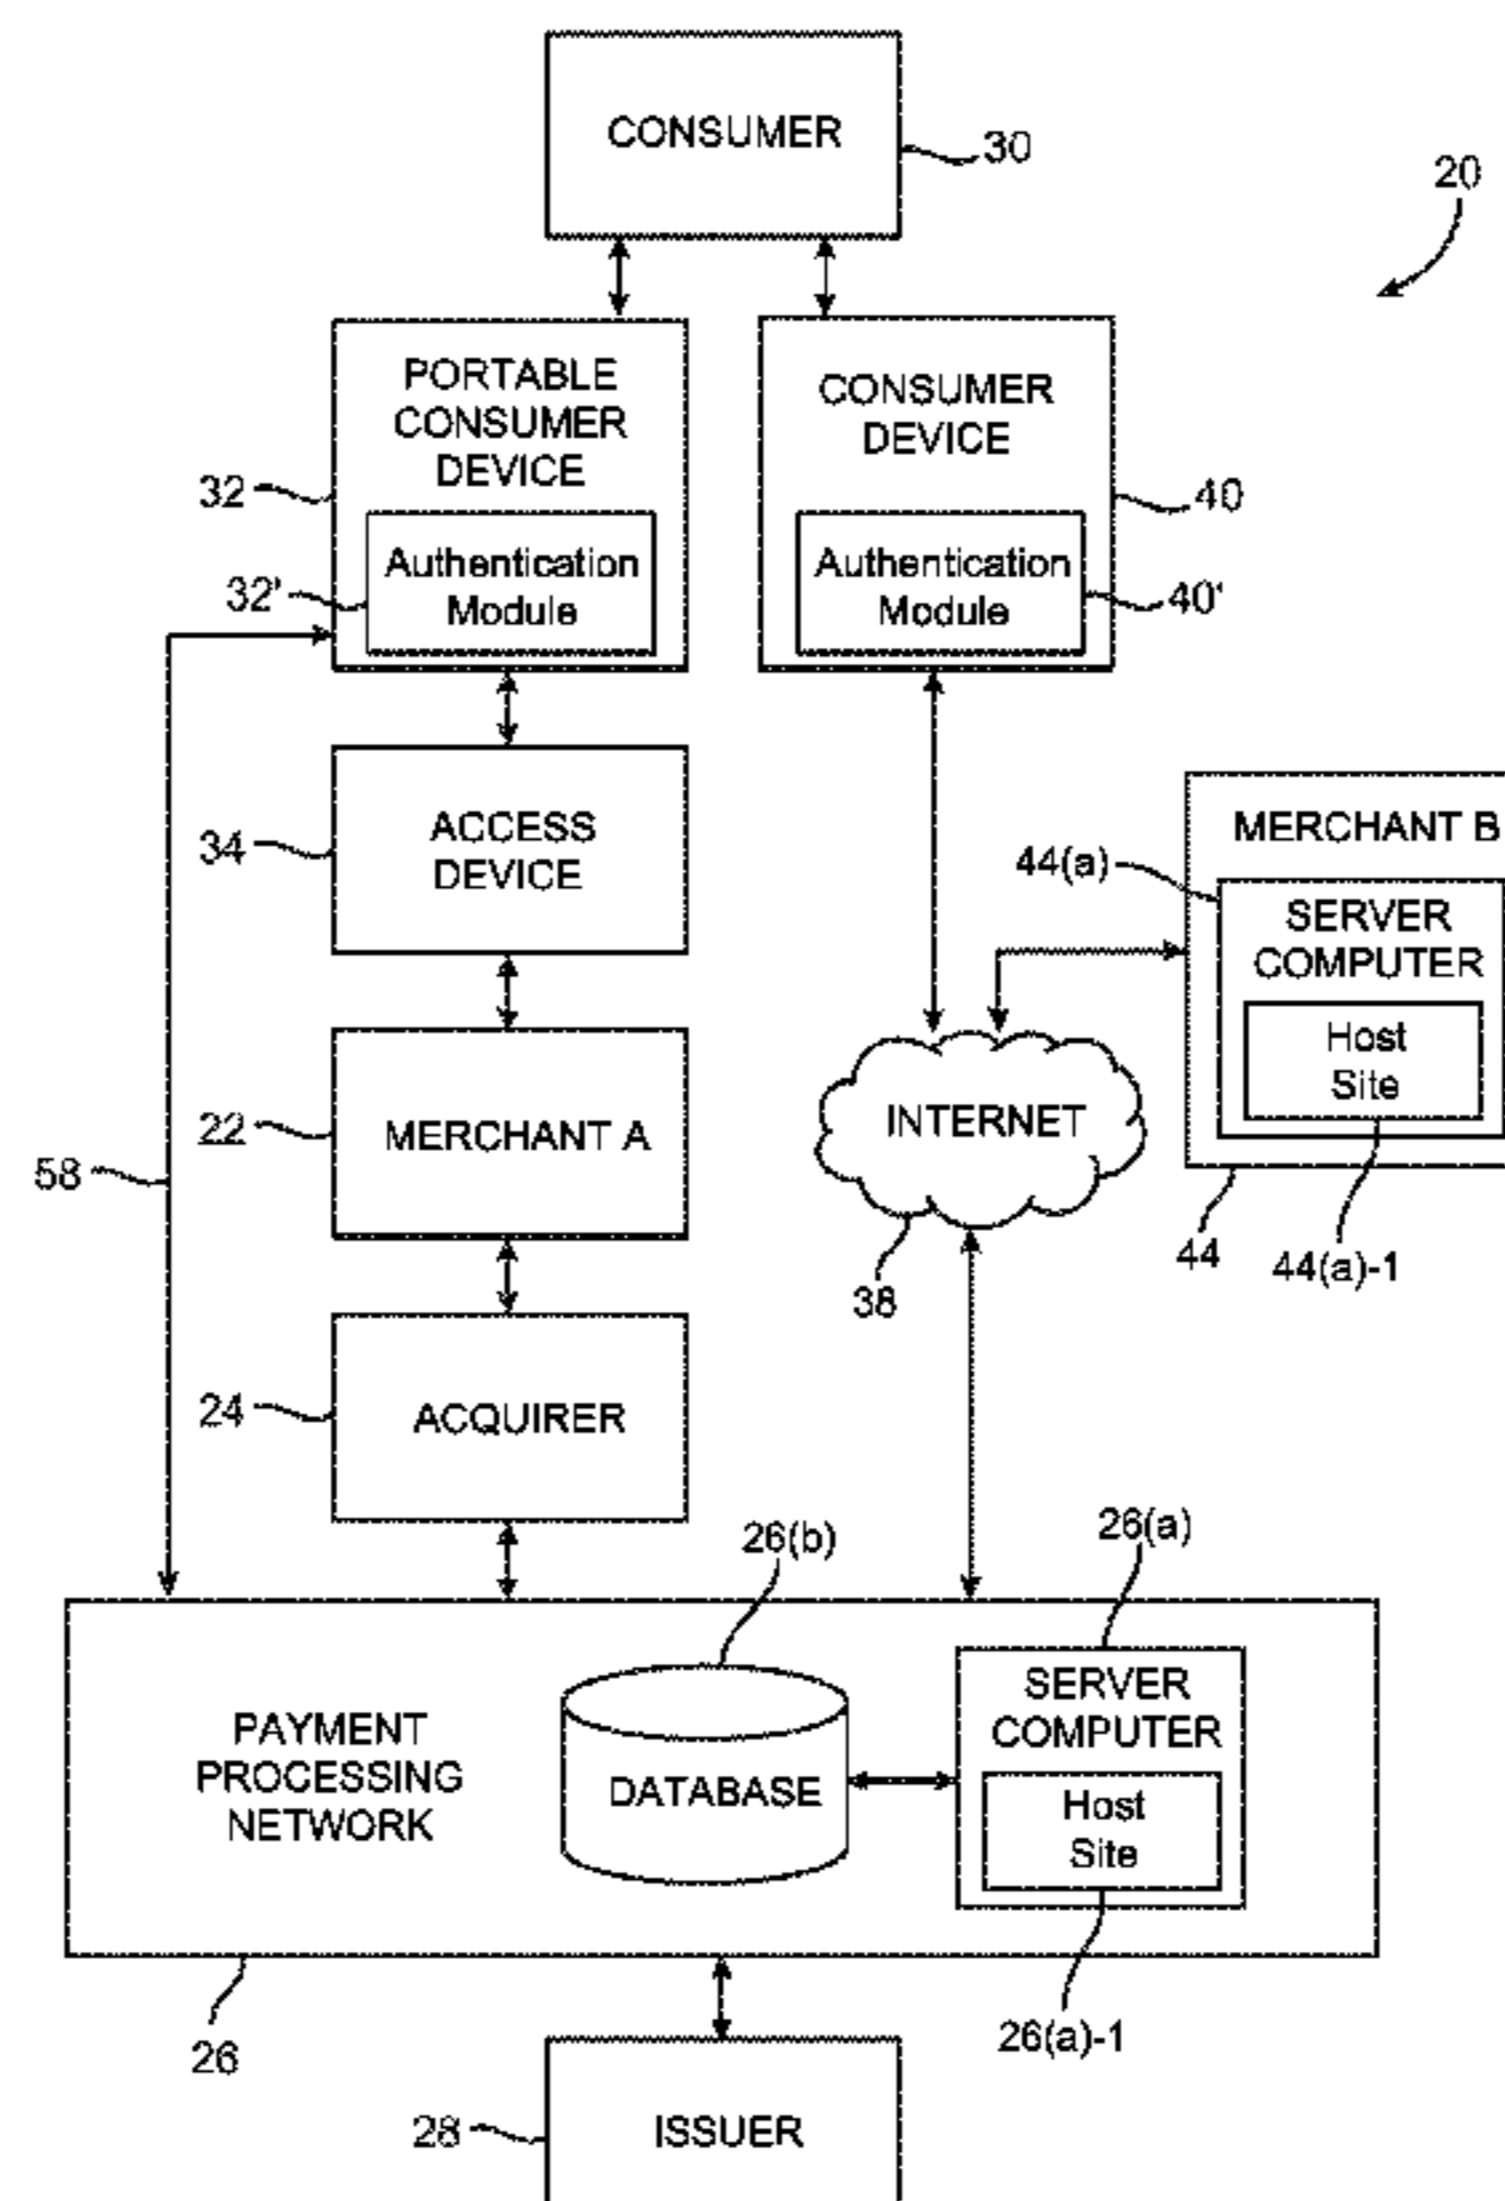 CONSUMER
30
20
PORTABLE
CONSUMER
DEVICE
32
Authentication
Module
32'
CONSUMER
DEVICE
40
Authentication
Module
40'
ACCESS
DEVICE
34
MERCHANT B
44(a)
SERVER
COMPUTER
Host
Site
44
44(a)-1
MERCHANT A
22
58
INTERNET
38
ACQUIRER
24
26(b)
26(a)
PAYMENT
PROCESSING
NETWORK
DATABASE
SERVER
COMPUTER
Host
Site
26
26(a)-1
28
ISSUER